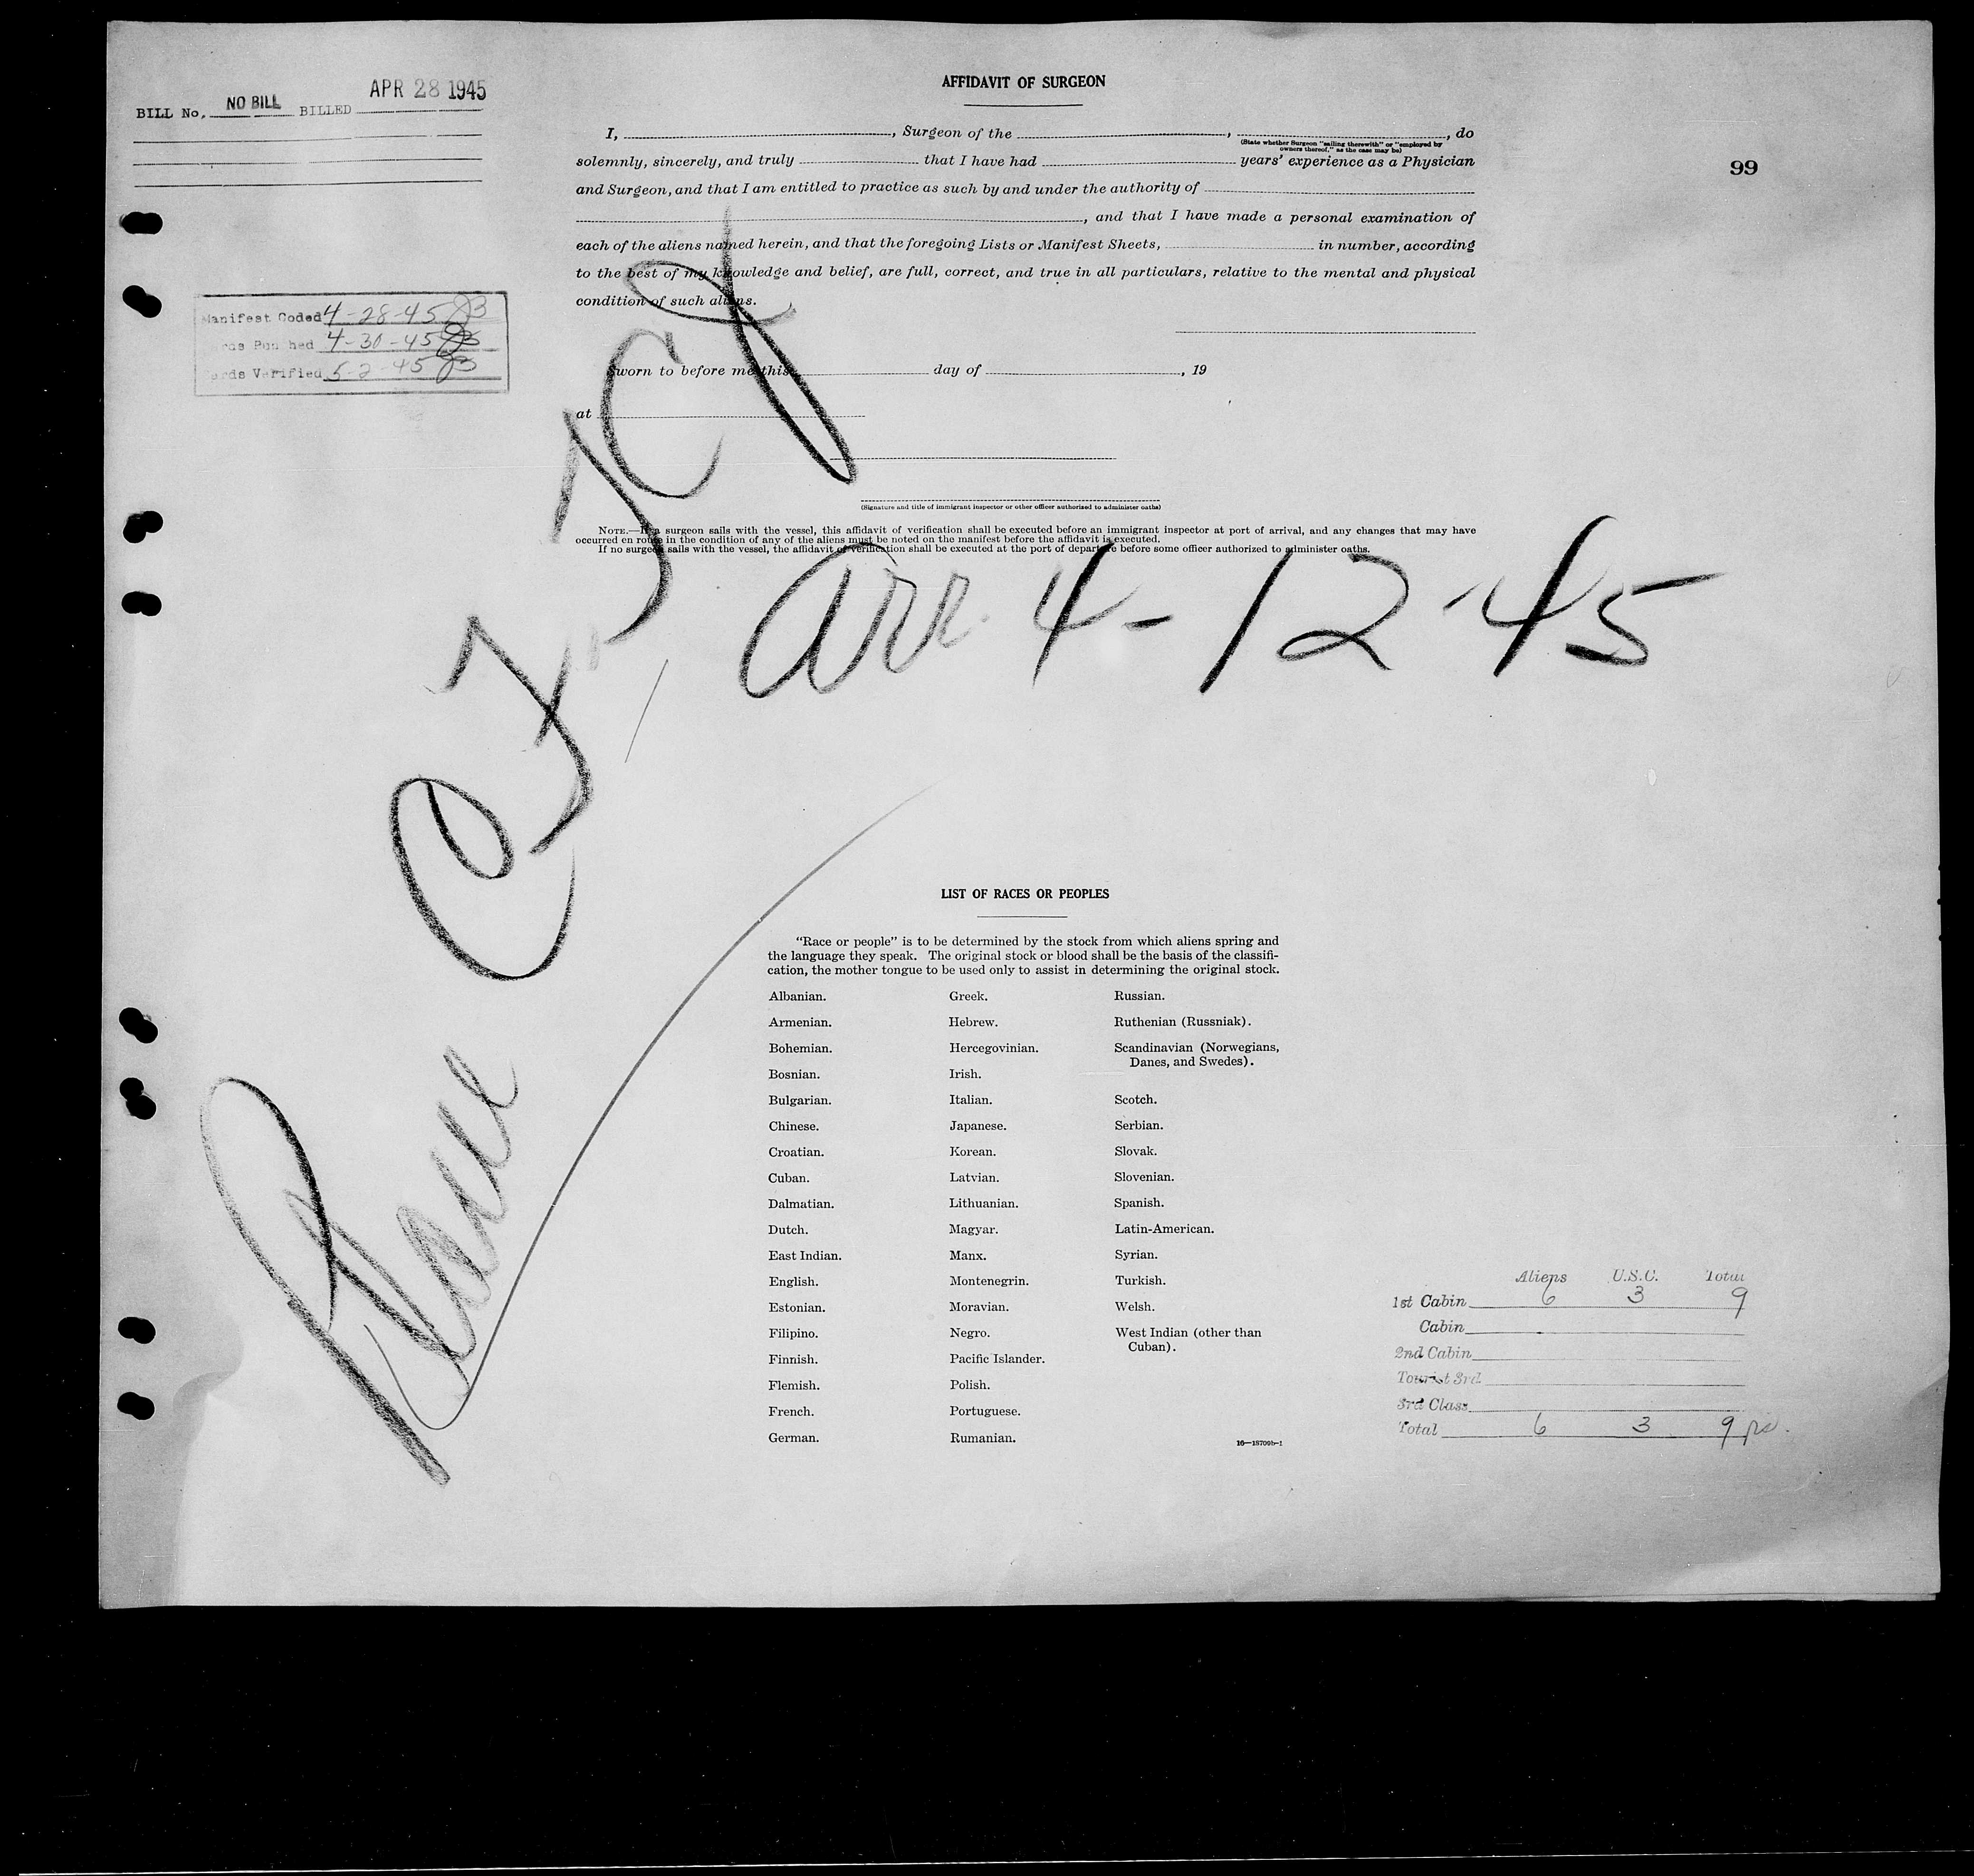 BILL No. NO BILL BILLED APR 28 1945
AFFIDAVIT OF SURGEON
99
I, , Surgeon of the , , do
(State whether Surgeon "sailing therewith" or "employed by
owners thereof," as the case may be)
solemnly, sincerely, and truly that I have had years' experience as a Physician
and Surgeon, and that I am entitled to practice as such by and under the authority of
, and that I have made a personal examination of
each of the aliens named herein, and that the foregoing Lists or Manifest Sheets, in number, according
to the best of my knowledge and belief, are full, correct, and true in all particulars, relative to the mental and physical
condition of such aliens.
Manifest Coded 4-28-45 JB
Cards Punched 4-30-45 JB
Cards Verified 5-2-45 JB
Sworn to before me this day of , 19
at
(Signature and title of immigrant inspector or other officer authorized to administer oaths)
NOTE.—If a surgeon sails with the vessel, this affidavit of verification shall be executed before an immigrant inspector at port of arrival, and any changes that may have
occurred en route in the condition of any of the aliens must be noted on the manifest before the affidavit is executed.
If no surgeon sails with the vessel, the affidavit of verification shall be executed at the port of departure before some officer authorized to administer oaths.
Plane
Arr. 4-12-45
LIST OF RACES OR PEOPLES
"Race or people" is to be determined by the stock from which aliens spring and
the language they speak. The original stock or blood shall be the basis of the classifi-
cation, the mother tongue to be used only to assist in determining the original stock.
Albanian.
Armenian.
Bohemian.
Bosnian.
Bulgarian.
Chinese.
Croatian.
Cuban.
Dalmatian.
Dutch.
East Indian.
English.
Estonian.
Filipino.
Finnish.
Flemish.
French.
German.
Greek.
Hebrew.
Hercegovinian.
Irish.
Italian.
Japanese.
Korean.
Latvian.
Lithuanian.
Magyar.
Manx.
Montenegrin.
Moravian.
Negro.
Pacific Islander.
Polish.
Portuguese.
Rumanian.
Russian.
Ruthenian (Russniak).
Scandinavian (Norwegians,
Danes, and Swedes).
Scotch.
Serbian.
Slovak.
Slovenian.
Spanish.
Latin-American.
Syrian.
Turkish.
Welsh.
West Indian (other than
Cuban).
16—18709b-1
Aliens U.S.C. Total
1st Cabin 6 3 9
Cabin
2nd Cabin
Tourist 3rd
3rd Class
Total 6 3 9